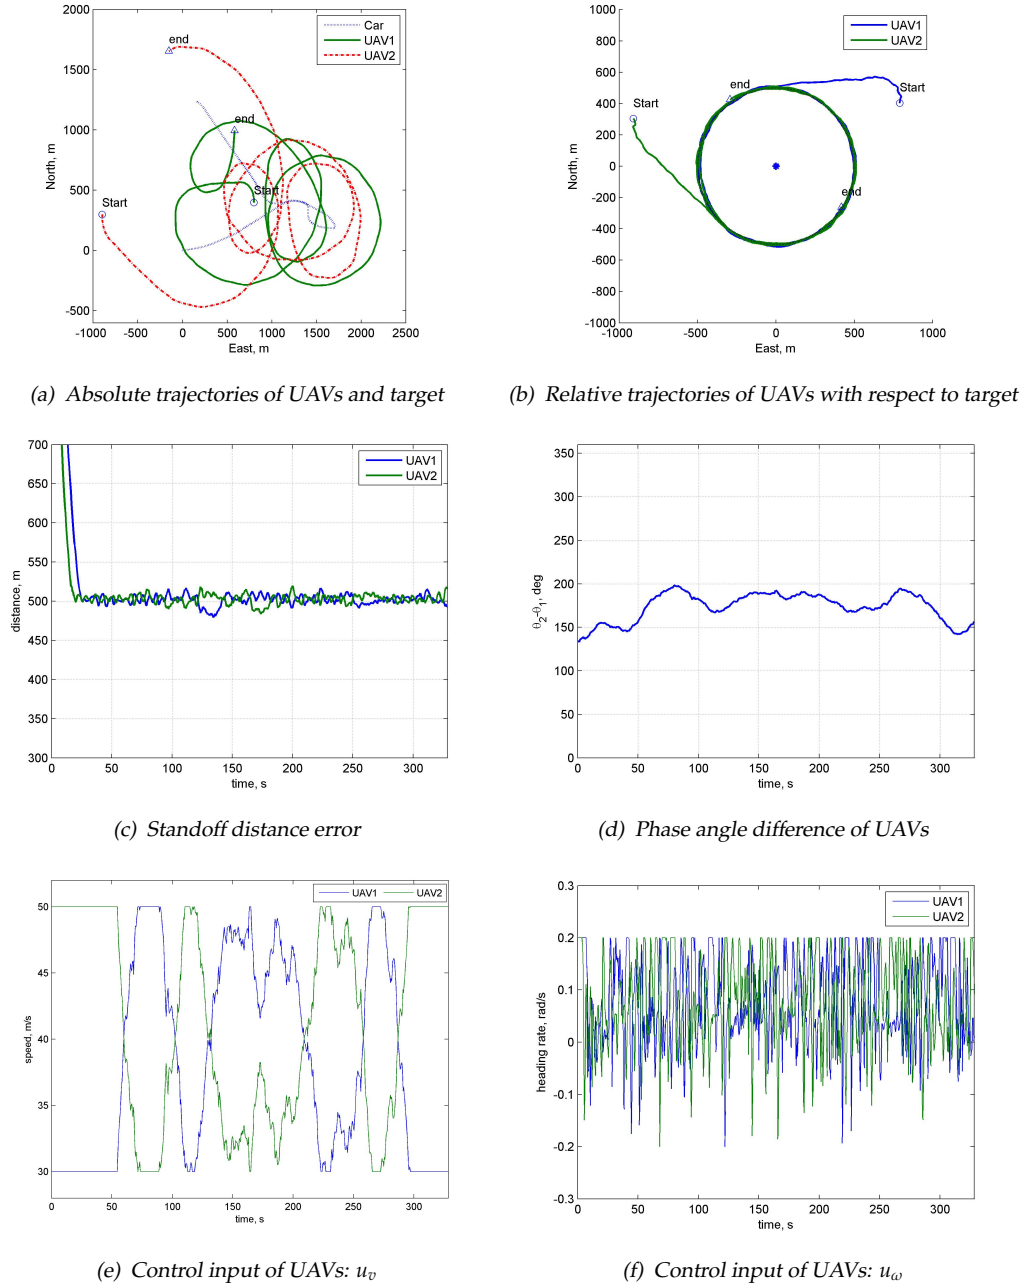 2000
1500
1000
500
0
-500
-1000 -500 0 500 1000 1500 2000 2500
North, m
East, m
Car
UAV1
UAV2
end
end
Start
Start
(a) Absolute trajectories of UAVs and target
1000
800
600
400
200
0
-200
-400
-600
-800
-1000
-1000 -500 0 500 1000
North, m
East, m
UAV1
UAV2
Start
end
Start
end
(b) Relative trajectories of UAVs with respect to target
700
650
600
550
500
450
400
350
300
0 50 100 150 200 250 300
distance, m
time, s
UAV1
UAV2
(c) Standoff distance error
350
300
250
200
150
100
50
0
0 50 100 150 200 250 300
θ2-θ1, deg
time, s
(d) Phase angle difference of UAVs
50
45
40
35
30
0 50 100 150 200 250 300
speed, m/s
time, s
UAV1 UAV2
(e) Control input of UAVs: uv
0.3
0.2
0.1
0
-0.1
-0.2
-0.3
0 50 100 150 200 250 300
heading rate, rad/s
time, s
UAV1
UAV2
(f) Control input of UAVs: uω